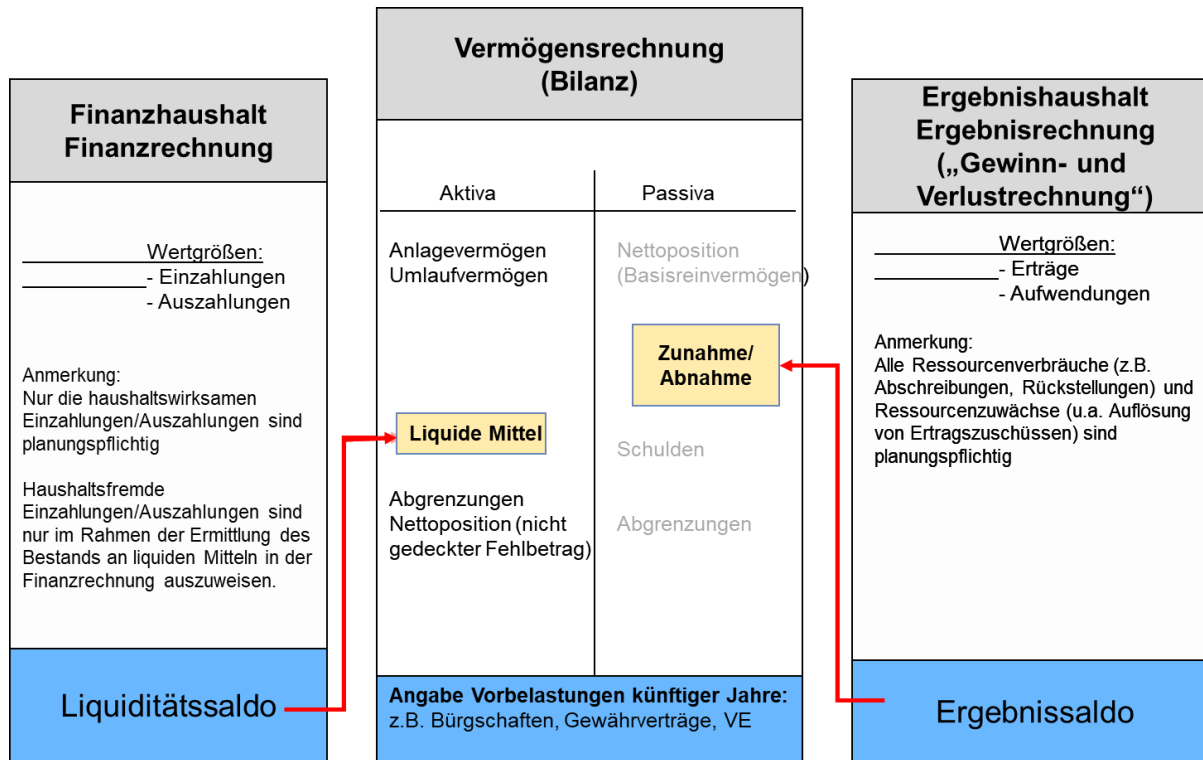 Finanzhaushalt
Finanzrechnung
Wertgrößen:
- Einzahlungen
- Auszahlungen
Anmerkung:
Nur die haushaltswirksamen
Einzahlungen/Auszahlungen sind
planungspflichtig
Haushaltsfremde
Einzahlungen/Auszahlungen sind
nur im Rahmen der Ermittlung des
Bestands an liquiden Mitteln in der
Finanzrechnung auszuweisen.
Liquiditätssaldo
Vermögensrechnung
(Bilanz)
Aktiva
Anlagevermögen
Umlaufvermögen
Liquide Mittel
Abgrenzungen
Nettoposition (nicht
gedeckter Fehlbetrag)
Passiva
Nettoposition
(Basisreinvermögen)
Zunahme/
Abnahme
Schulden
Abgrenzungen
Angabe Vorbelastungen künftiger Jahre:
z.B. Bürgschaften, Gewährverträge, VE
Ergebnishaushalt
Ergebnisrechnung
(„Gewinn- und
Verlustrechnung“)
Wertgrößen:
- Erträge
- Aufwendungen
Anmerkung:
Alle Ressourcenverbräuche (z.B.
Abschreibungen, Rückstellungen) und
Ressourcenzuwächse (u.a. Auflösung
von Ertragszuschüssen) sind
planungspflichtig
Ergebnissaldo